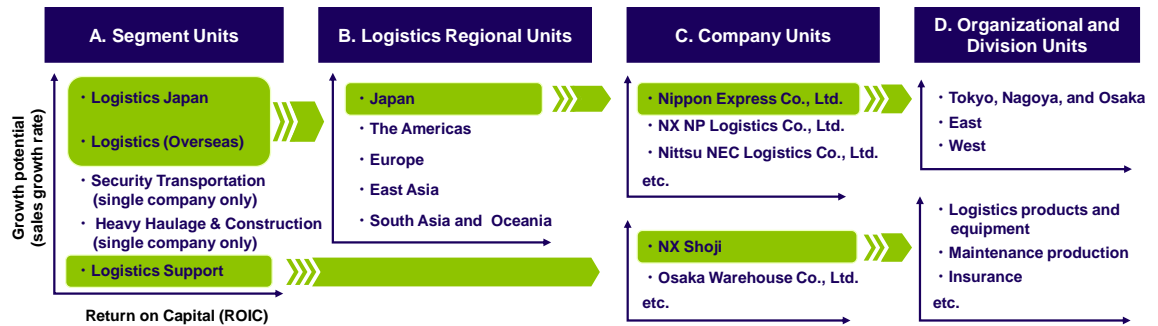 A. Segment Units
B. Logistics Regional Units
C. Company Units
D. Organizational and
Division Units
Growth potential
(sales growth rate)
・Logistics Japan
・Logistics (Overseas)
・Security Transportation
(single company only)
・Heavy Haulage & Construction
(single company only)
・Logistics Support
Return on Capital (ROIC)
・Japan
・The Americas
・Europe
・East Asia
・South Asia and Oceania
・Nippon Express Co., Ltd.
・NX NP Logistics Co., Ltd.
・Nittsu NEC Logistics Co., Ltd.
etc.
・NX Shoji
・Osaka Warehouse Co., Ltd.
etc.
・Tokyo, Nagoya, and Osaka
・East
・West
・Logistics products and
equipment
・Maintenance production
・Insurance
etc.